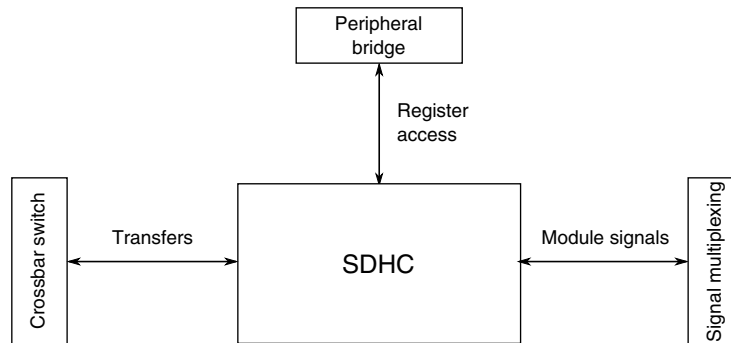 Peripheral
bridge
Register
access
Crossbar switch
Transfers
SDHC
Module signals
Signal multiplexing